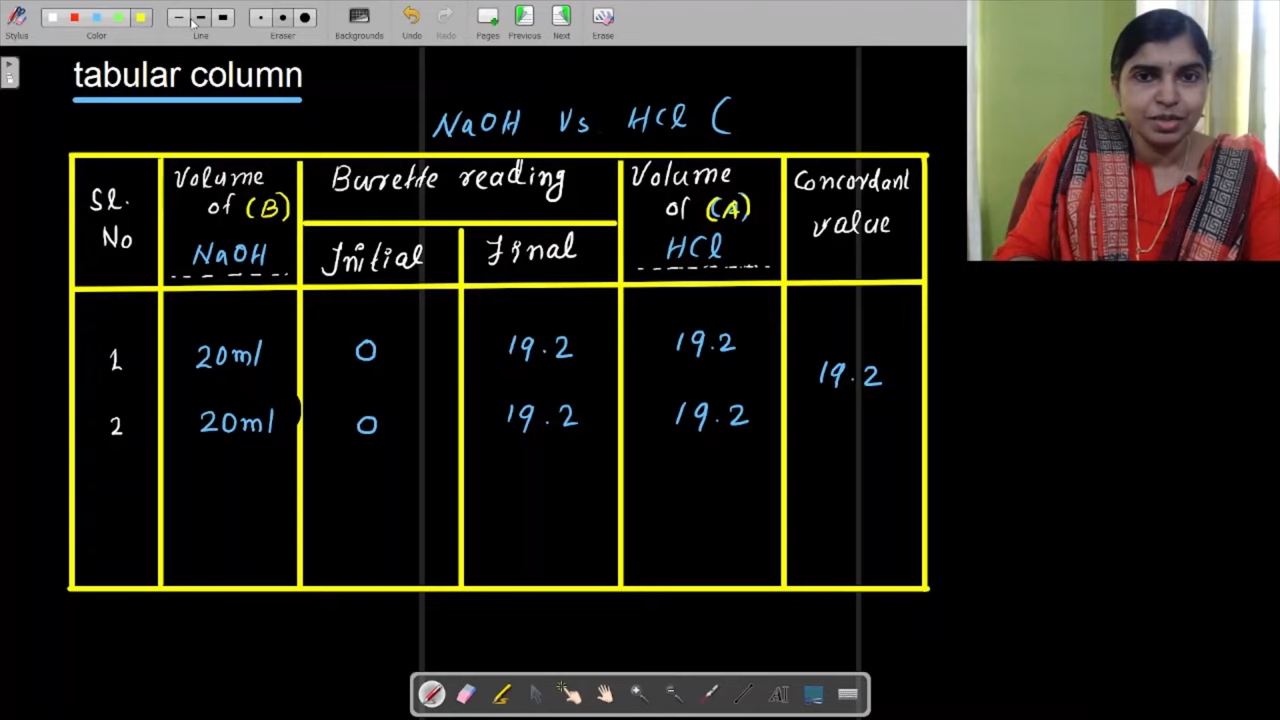 Stylus
Color
Line
Eraser
Backgrounds
Undo
Redo
Pages
Previous
Next
Erase
tabular column
NaOH Vs HCl (
Sl.
No
Volume
of (B)
NaOH
Burette reading
Initial
Final
Volume
of (A)
HCl
Concordant
value
1 20ml 0 19.2 19.2
19.2
2 20ml 0 19.2 19.2